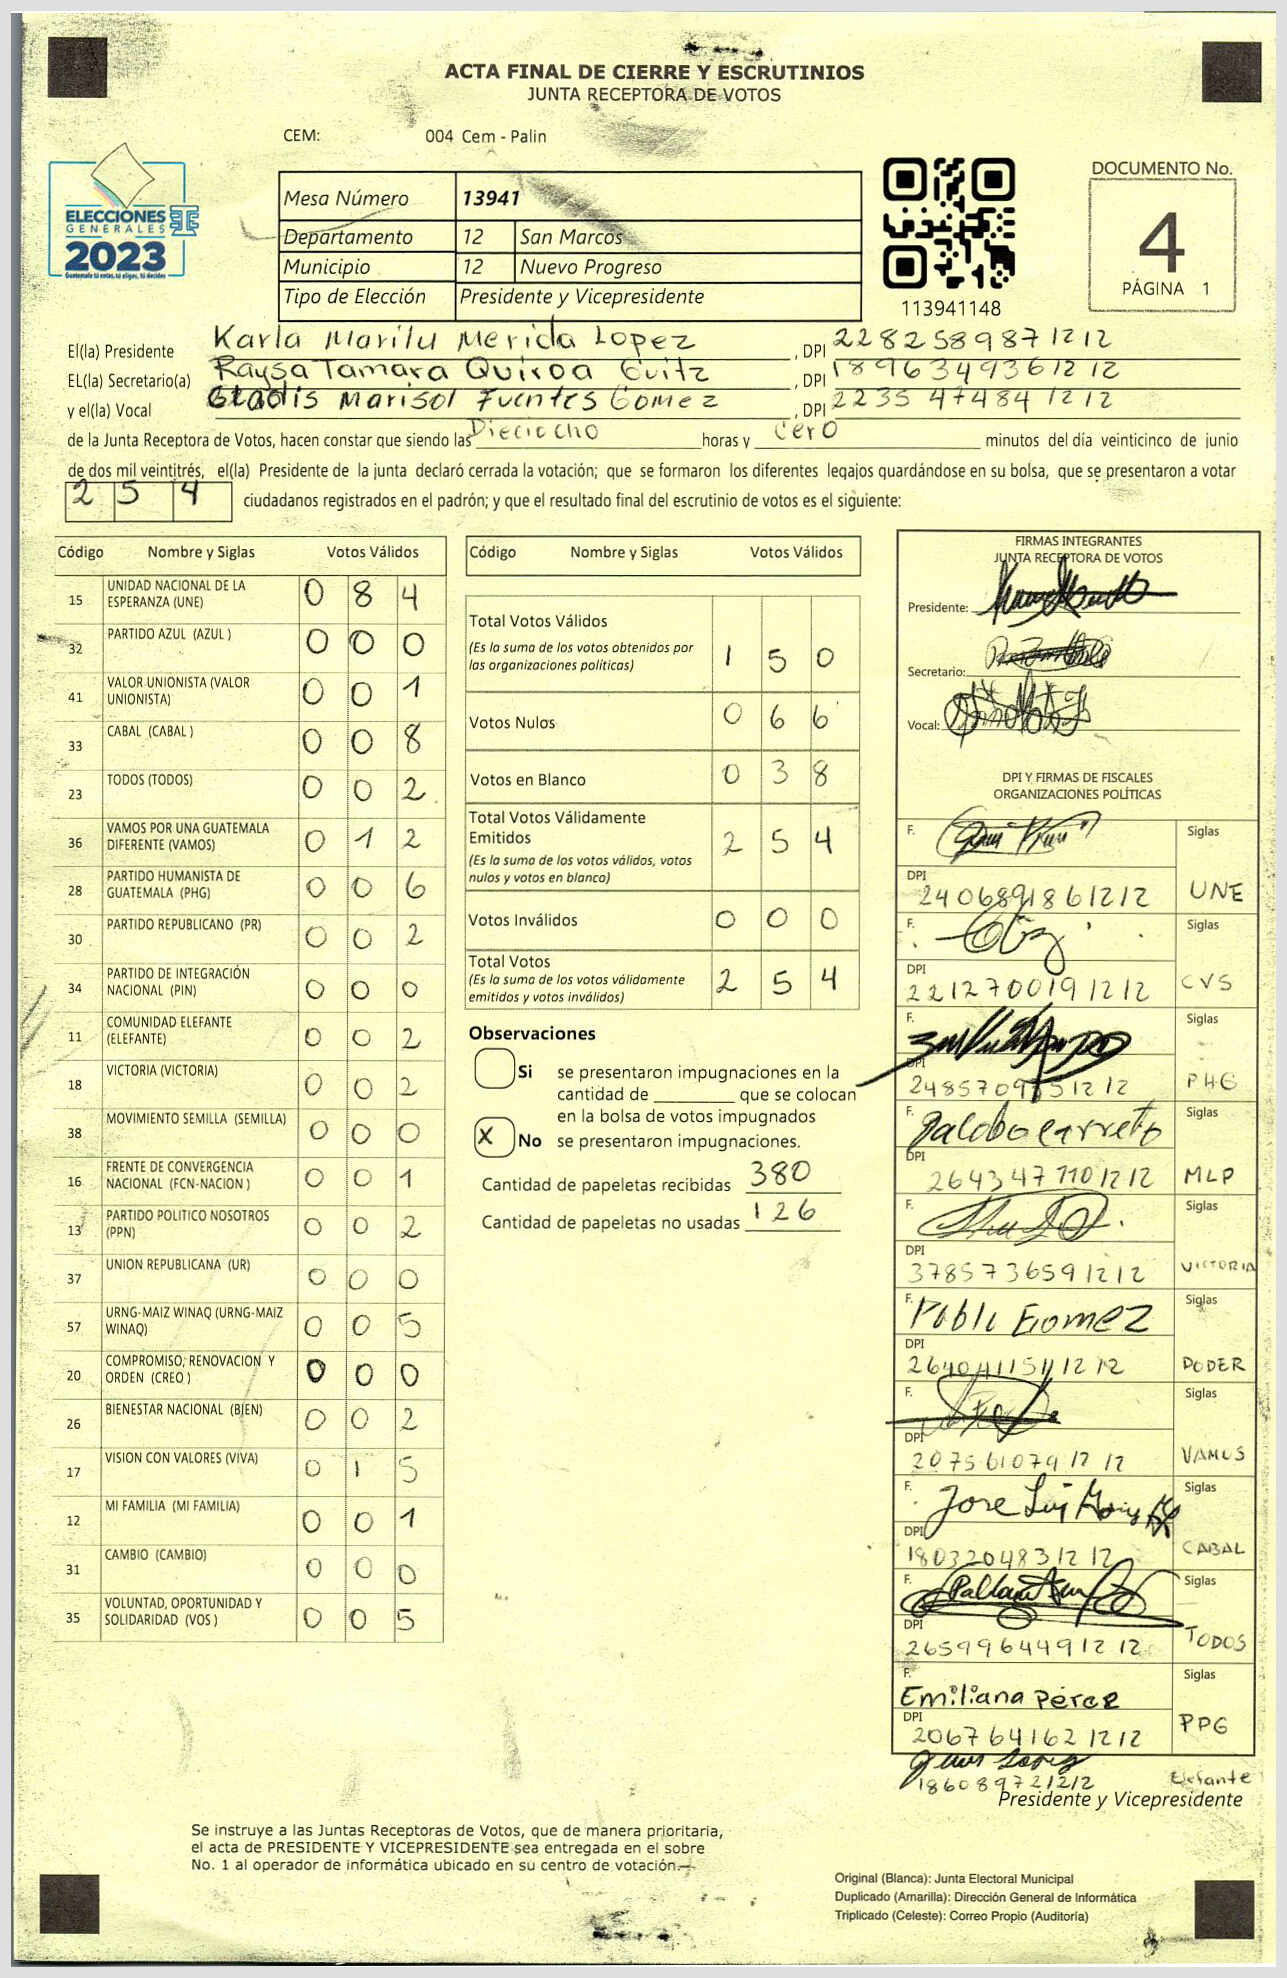 ACTA FINAL DE CIERRE Y ESCRUTINIOS
JUNTA RECEPTORA DE VOTOS
CEM: 004 Cem - Palin
ELECCIONES
GENERALES
2023
Guatemala tú votas, tú eliges, tú decides
Mesa Número 13941
Departamento 12 San Marcos
Municipio 12 Nuevo Progreso
Tipo de Elección Presidente y Vicepresidente
113941148
DOCUMENTO No.
4
PÁGINA 1
El(la) Presidente Karla Marilu Merida Lopez, DPI 2282589871212
EL(la) Secretario(a) Raysa Tamara Quiroa Cuitz, DPI 1896349361212
y el(la) Vocal Gladis Marisol Fuentes Gomez, DPI 2235474841212
de la Junta Receptora de Votos, hacen constar que siendo las Dieciocho horas y cero minutos del día veinticinco de junio
de dos mil veintitrés, el(la) Presidente de la junta declaró cerrada la votación; que se formaron los diferentes legajos guardándose en su bolsa, que se presentaron a votar
254 ciudadanos registrados en el padrón; y que el resultado final del escrutinio de votos es el siguiente:
Código Nombre y Siglas Votos Válidos
15 UNIDAD NACIONAL DE LA ESPERANZA (UNE) 0 8 4
32 PARTIDO AZUL (AZUL ) 0 0 0
41 VALOR UNIONISTA (VALOR UNIONISTA) 0 0 1
33 CABAL (CABAL ) 0 0 8
23 TODOS (TODOS) 0 0 2
36 VAMOS POR UNA GUATEMALA DIFERENTE (VAMOS) 0 1 2
28 PARTIDO HUMANISTA DE GUATEMALA (PHG) 0 0 6
30 PARTIDO REPUBLICANO (PR) 0 0 2
34 PARTIDO DE INTEGRACIÓN NACIONAL (PIN) 0 0 0
11 COMUNIDAD ELEFANTE (ELEFANTE) 0 0 2
18 VICTORIA (VICTORIA) 0 0 2
38 MOVIMIENTO SEMILLA (SEMILLA) 0 0 0
16 FRENTE DE CONVERGENCIA NACIONAL (FCN-NACION ) 0 0 1
13 PARTIDO POLITICO NOSOTROS (PPN) 0 0 2
37 UNION REPUBLICANA (UR) 0 0 0
57 URNG-MAIZ WINAQ (URNG-MAIZ WINAQ) 0 0 5
20 COMPROMISO, RENOVACION Y ORDEN (CREO ) 0 0 0
26 BIENESTAR NACIONAL (BIEN) 0 0 2
17 VISION CON VALORES (VIVA) 0 1 5
12 MI FAMILIA (MI FAMILIA) 0 0 1
31 CAMBIO (CAMBIO) 0 0 0
35 VOLUNTAD, OPORTUNIDAD Y SOLIDARIDAD (VOS ) 0 0 5
Código Nombre y Siglas Votos Válidos
Total Votos Válidos 1 5 0
(Es la suma de los votos obtenidos por
las organizaciones políticas)
Votos Nulos 0 6 6
Votos en Blanco 0 3 8
Total Votos Válidamente
Emitidos 2 5 4
(Es la suma de los votos válidos, votos
nulos y votos en blanco)
Votos Inválidos 0 0 0
Total Votos 2 5 4
(Es la suma de los votos válidamente
emitidos y votos inválidos)
Observaciones
Si se presentaron impugnaciones en la
cantidad de ________ que se colocan
en la bolsa de votos impugnados
X No se presentaron impugnaciones.
Cantidad de papeletas recibidas 380
Cantidad de papeletas no usadas 126
FIRMAS INTEGRANTES
JUNTA RECEPTORA DE VOTOS
Presidente:
Secretario:
Vocal:
DPI Y FIRMAS DE FISCALES
ORGANIZACIONES POLÍTICAS
F. Siglas
DPI 2406891861212 UNE
F. Siglas
DPI 2212700191212 CVS
F. Siglas
DPI PHG
F. Jacobo Carreto Siglas
DPI 2643477101212 MLP
F. Siglas
DPI 3785736591212 VICTORIA
F. Pablo Gomez Siglas
DPI 2640411511212 PODER
F. Siglas
DPI 2075610791212 VAMOS
F. Jose Luis Siglas
DPI 1803204831212 CABAL
F. Siglas
DPI 2659964491212 TODOS
F. Emiliana Pérez Siglas
DPI 2067641621212 PPG
186089721212 Elefante
Presidente y Vicepresidente
Se instruye a las Juntas Receptoras de Votos, que de manera prioritaria,
el acta de PRESIDENTE Y VICEPRESIDENTE sea entregada en el sobre
No. 1 al operador de informática ubicado en su centro de votación.
Original (Blanca): Junta Electoral Municipal
Duplicado (Amarilla): Dirección General de Informática
Triplicado (Celeste): Correo Propio (Auditoría)